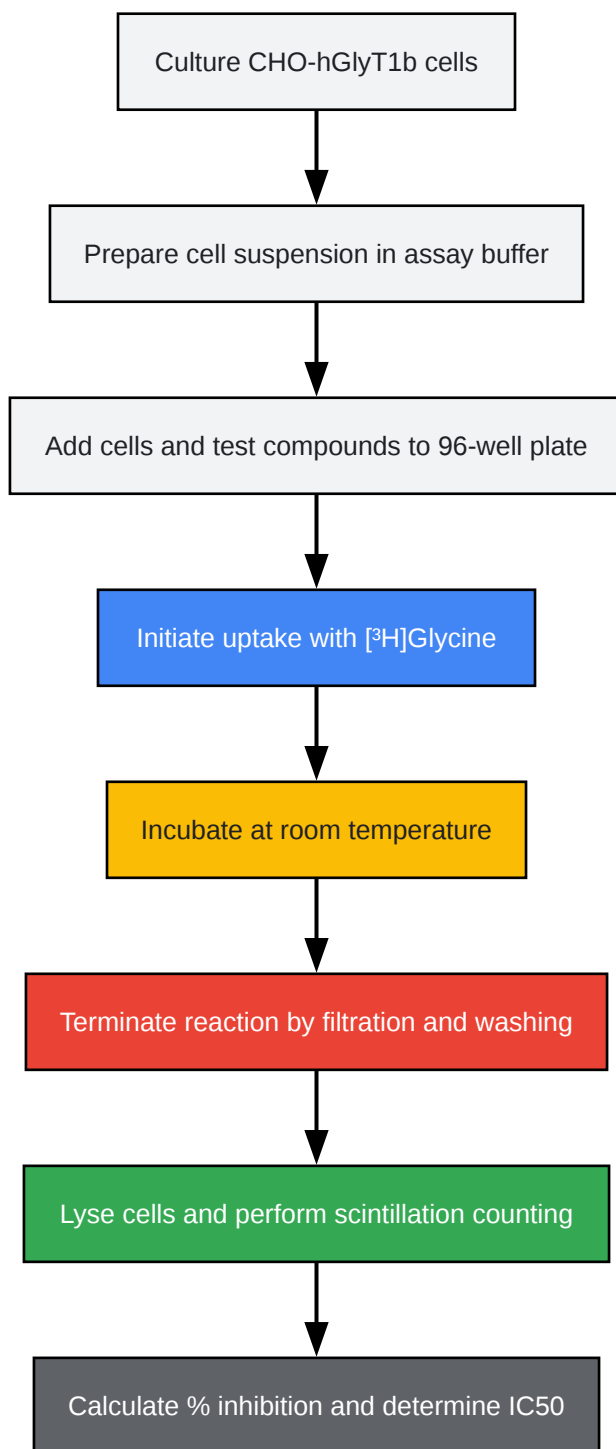 Culture CHO-hGlyT1b cells
Prepare cell suspension in assay buffer
Add cells and test compounds to 96-well plate
Initiate uptake with [³H]Glycine
Incubate at room temperature
Terminate reaction by filtration and washing
Lyse cells and perform scintillation counting
Calculate % inhibition and determine IC50